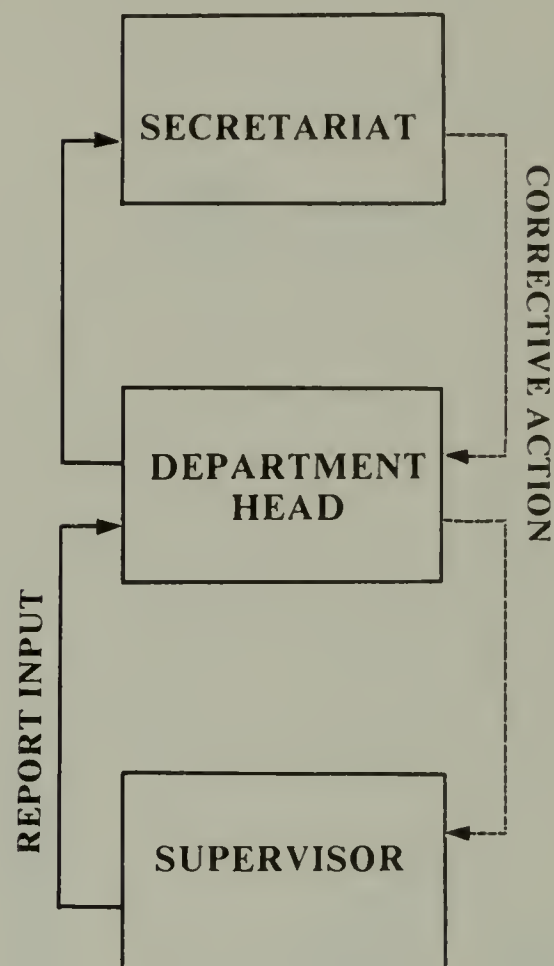 SECRETARIAT
CORRECTIVE ACTION
DEPARTMENT
HEAD
REPORT INPUT
SUPERVISOR